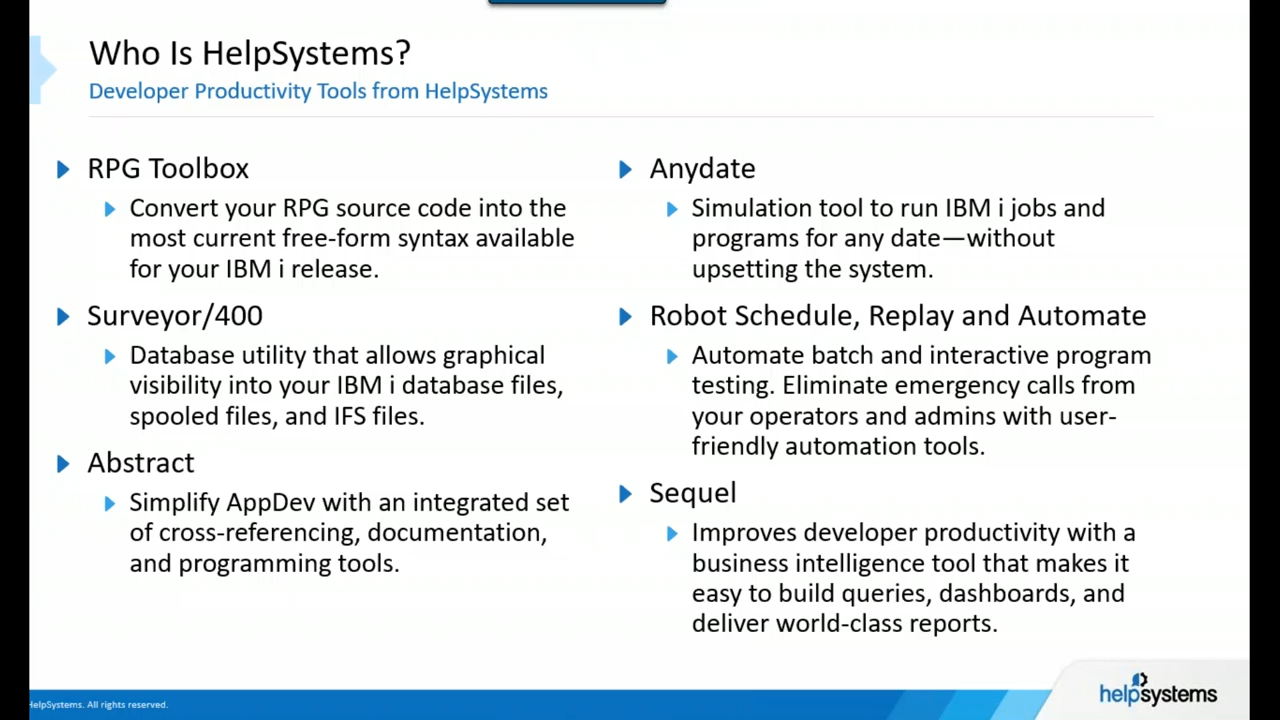 Who Is HelpSystems?
Developer Productivity Tools from HelpSystems
RPG Toolbox
Convert your RPG source code into the
most current free-form syntax available
for your IBM i release.
Surveyor/400
Database utility that allows graphical
visibility into your IBM i database files,
spooled files, and IFS files.
Abstract
Simplify AppDev with an integrated set
of cross-referencing, documentation,
and programming tools.
Anydate
Simulation tool to run IBM i jobs and
programs for any date—without
upsetting the system.
Robot Schedule, Replay and Automate
Automate batch and interactive program
testing. Eliminate emergency calls from
your operators and admins with user-
friendly automation tools.
Sequel
Improves developer productivity with a
business intelligence tool that makes it
easy to build queries, dashboards, and
deliver world-class reports.
HelpSystems. All rights reserved.
helpsystems